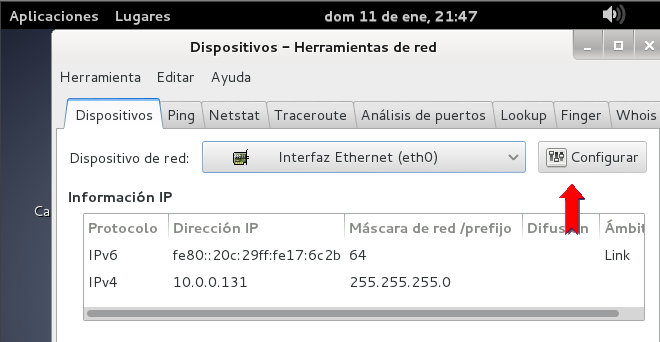 Aplicaciones Lugares dom 11 de ene, 21:47
Dispositivos – Herramientas de red
Herramienta Editar Ayuda
Dispositivos Ping Netstat Traceroute Análisis de puertos Lookup Finger Whois
Dispositivo de red: Interfaz Ethernet (eth0) Configurar
Información IP
Ca
Protocolo Dirección IP Máscara de red /prefijo Difusión Ámbit
IPv6 fe80::20c:29ff:fe17:6c2b 64 Link
IPv4 10.0.0.131 255.255.255.0